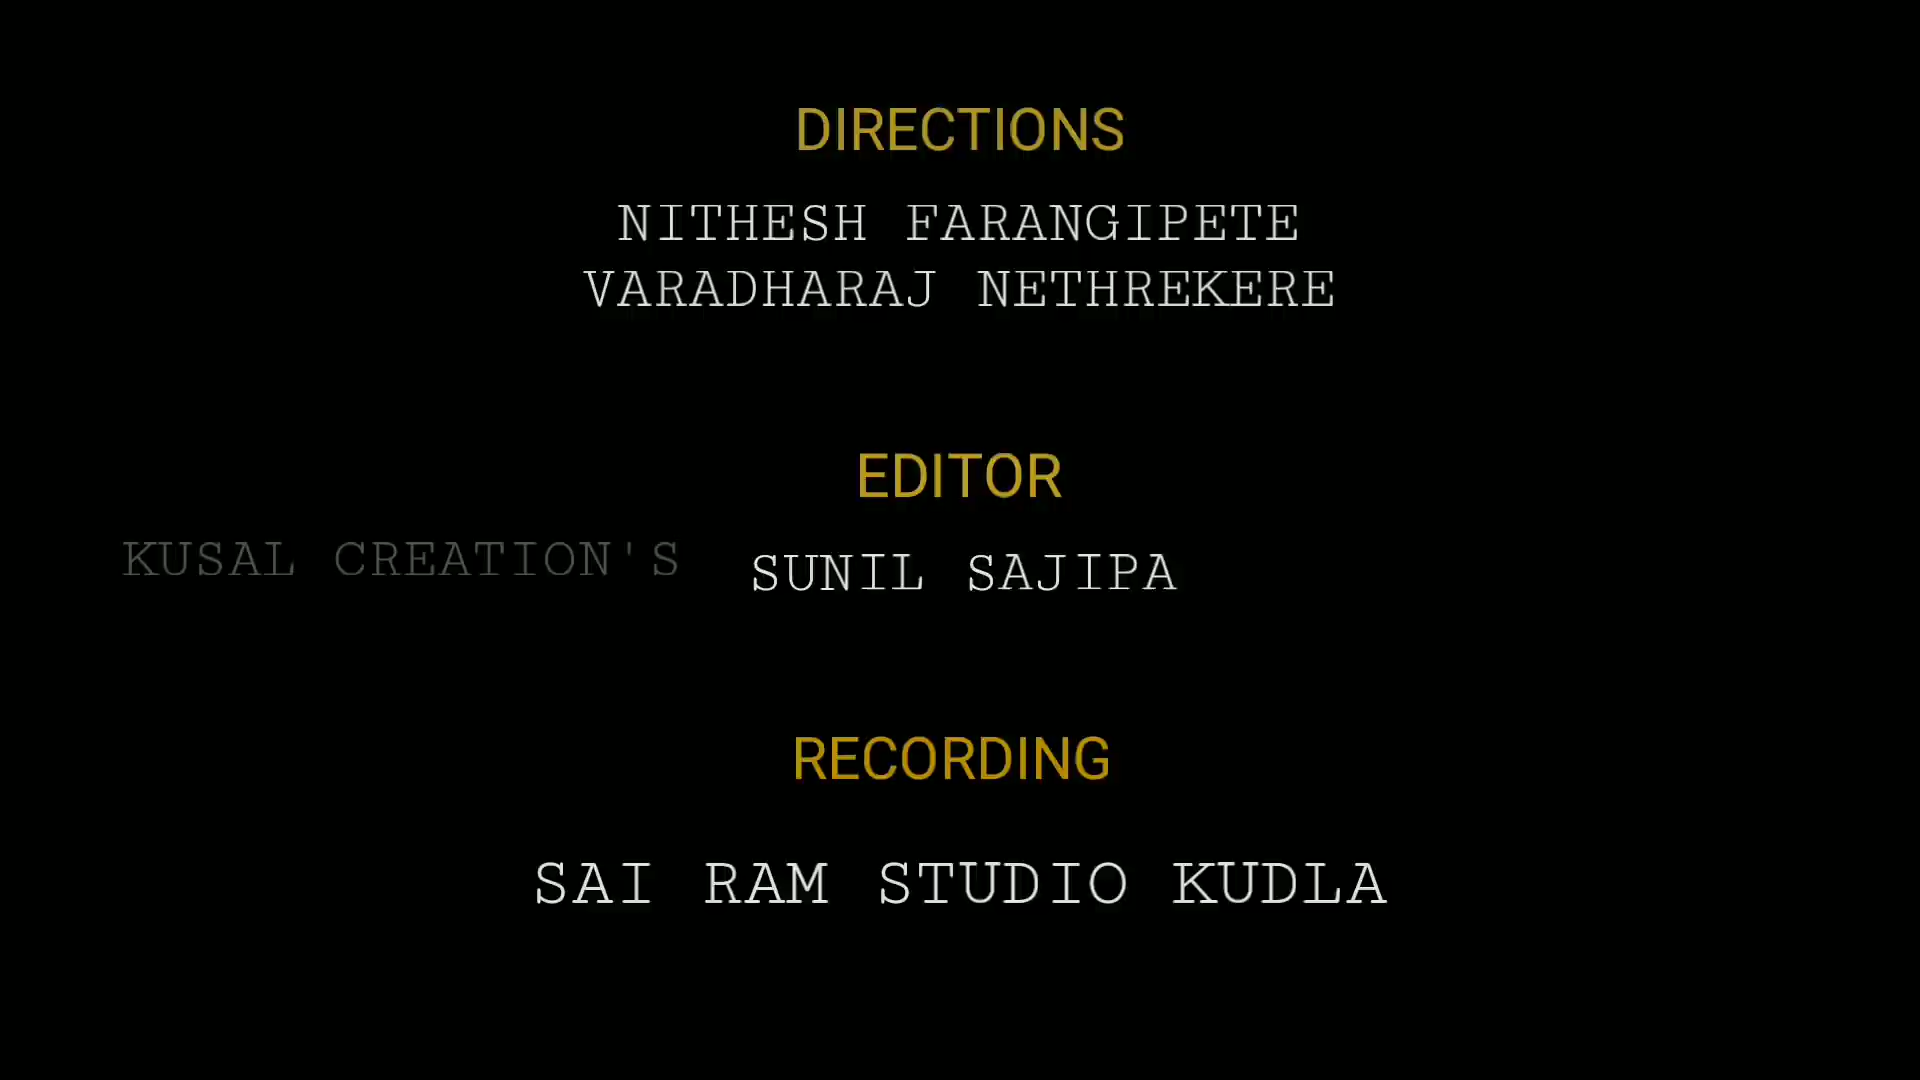 DIRECTIONS
NITHESH FARANGIPETE
VARADHARAJ NETHREKERE
EDITOR
KUSAL CREATION'S
SUNIL SAJIPA
RECORDING
SAI RAM STUDIO KUDLA